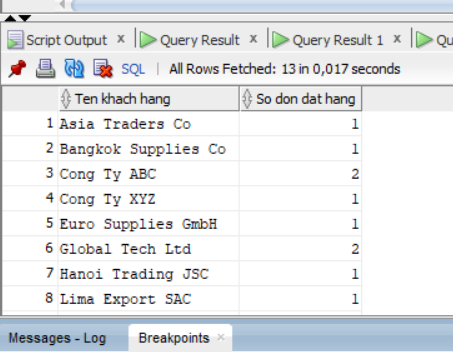 Script Output x Query Result x Query Result 1 x Qu
SQL | All Rows Fetched: 13 in 0,017 seconds
Ten khach hang So don dat hang
1 Asia Traders Co 1
2 Bangkok Supplies Co 1
3 Cong Ty ABC 2
4 Cong Ty XYZ 1
5 Euro Supplies GmbH 1
6 Global Tech Ltd 2
7 Hanoi Trading JSC 1
8 Lima Export SAC 1
Messages - Log Breakpoints x